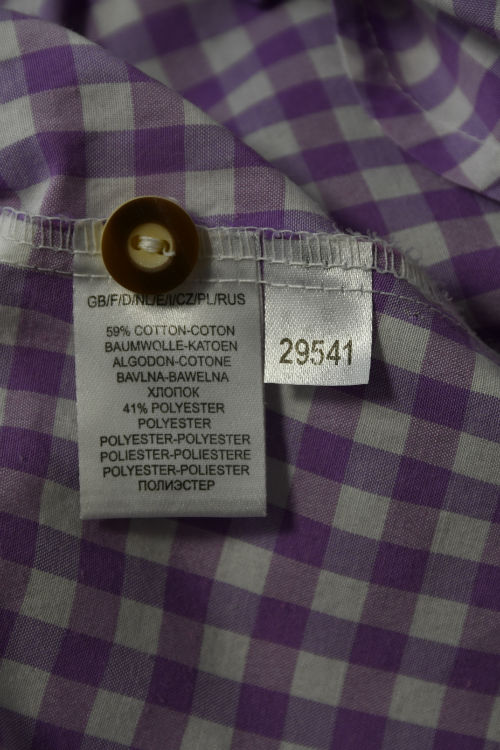 GB/F/D/NL/E/I/CZ/PL/RUS
59% COTTON-COTON
BAUMWOLLE-KATOEN
ALGODON-COTONE
BAVLNA-BAWELNA
ХЛОПОК
41% POLYESTER
POLYESTER
POLYESTER-POLYESTER
POLIESTER-POLIESTERE
POLYESTER-POLIESTER
ПОЛИЭСТЕР
29541